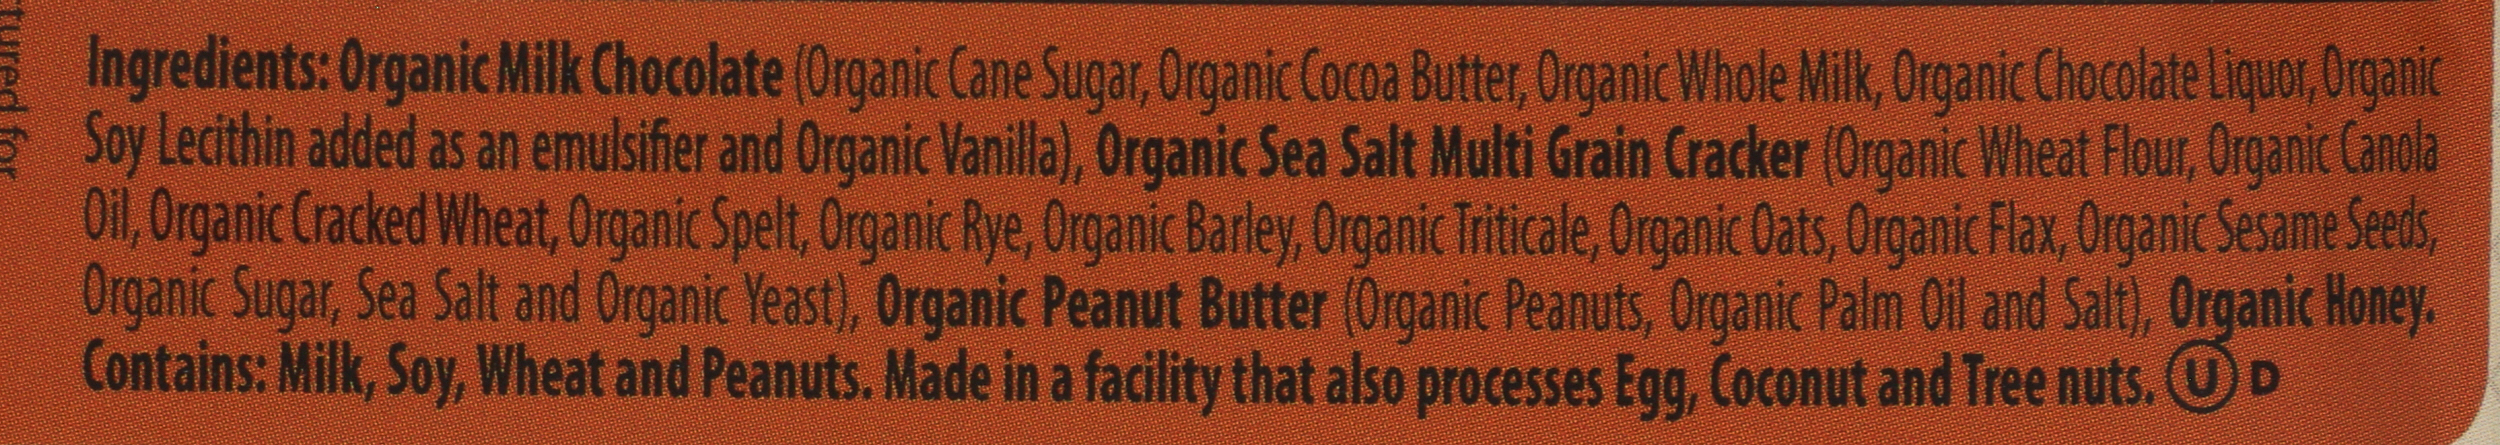 Ingredients: Organic Milk Chocolate (Organic Cane Sugar, Organic Cocoa Butter, Organic Whole Milk, Organic Chocolate Liquor, Organic
Soy Lecithin added as an emulsifier and Organic Vanilla), Organic Sea Salt Multi Grain Cracker (Organic Wheat Flour, Organic Canola
Oil, Organic Cracked Wheat, Organic Spelt, Organic Rye, Organic Barley, Organic Triticale, Organic Oats, Organic Flax, Organic Sesame Seeds,
Organic Sugar, Sea Salt and Organic Yeast), Organic Peanut Butter (Organic Peanuts, Organic Palm Oil and Salt), Organic Honey.
Contains: Milk, Soy, Wheat and Peanuts. Made in a facility that also processes Egg, Coconut and Tree nuts. Ⓤ D
for